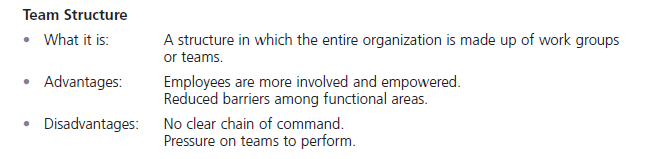 Team Structure
• What it is: A structure in which the entire organization is made up of work groups
or teams.
• Advantages: Employees are more involved and empowered.
Reduced barriers among functional areas.
• Disadvantages: No clear chain of command.
Pressure on teams to perform.